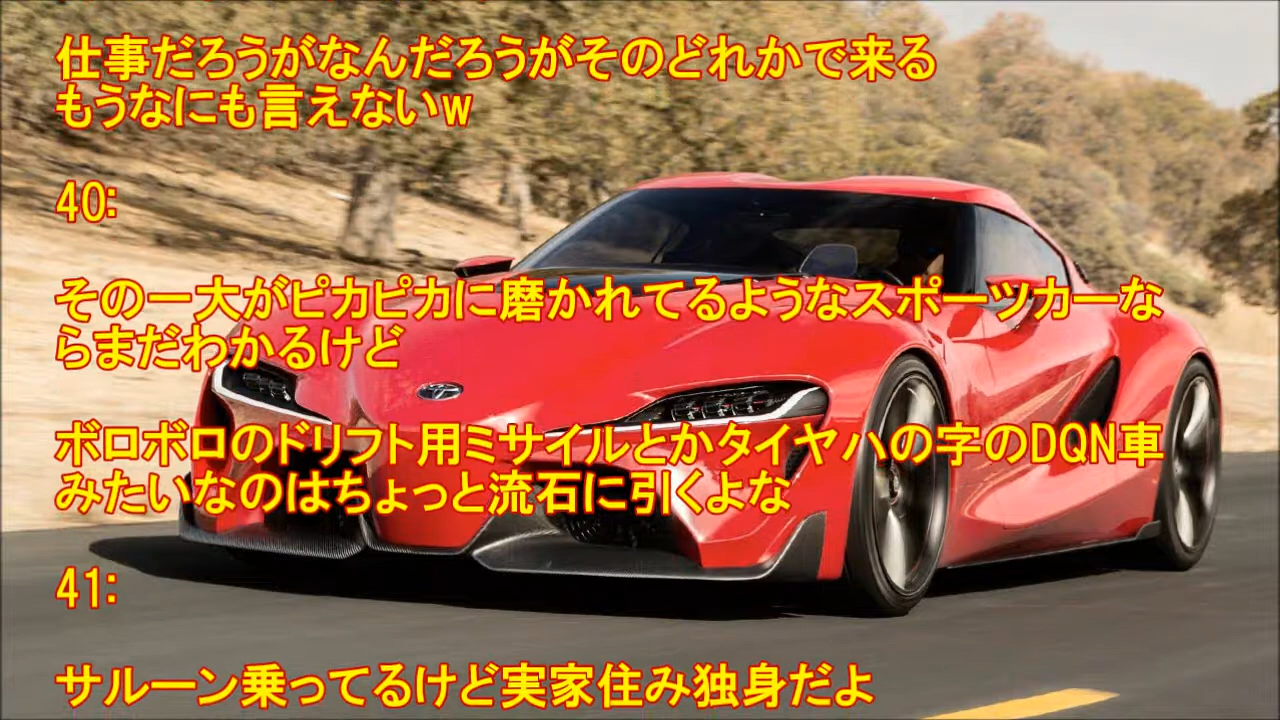 仕事だろうがなんだろうがそのどれかで来る
もうなにも言えないw
40:
その一大がピカピカに磨かれてるようなスポーツカーな
らまだわかるけど
ボロボロのドリフト用ミサイルとかタイヤハの字のDQN車
みたいなのはちょっと流石に引くよな
41:
サルーン乗ってるけど実家住み独身だよ